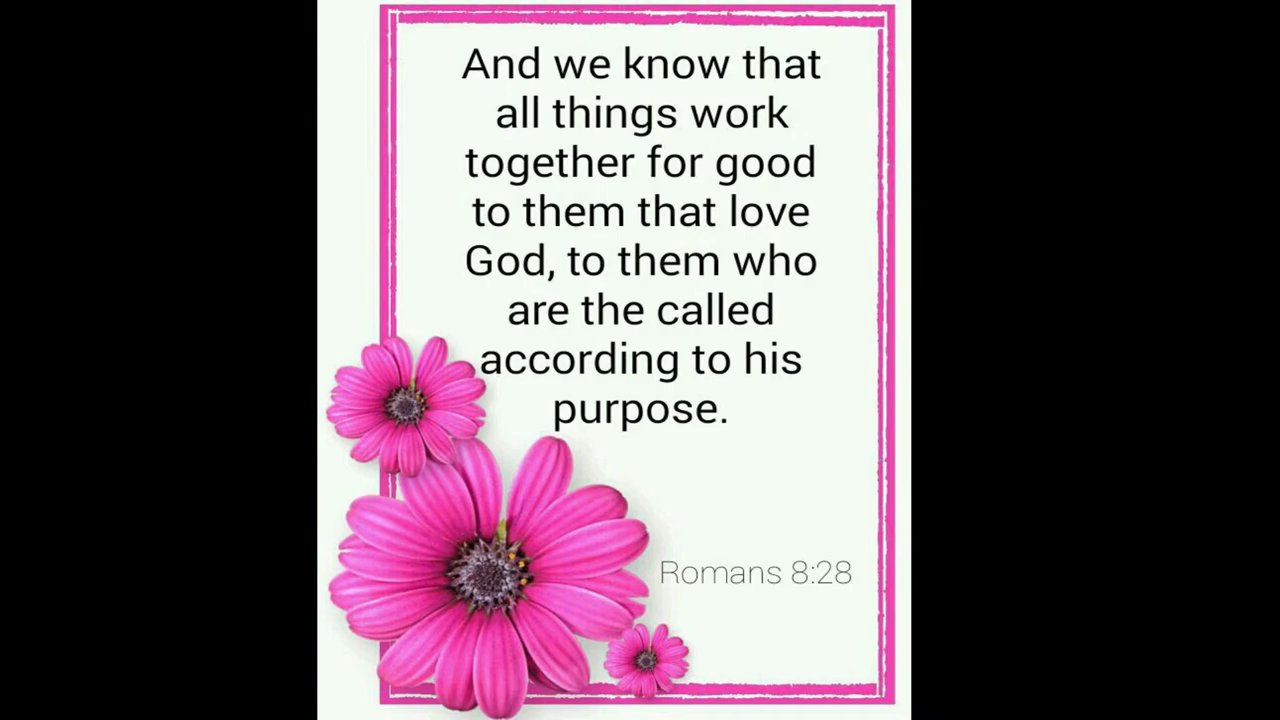 And we know that
all things work
together for good
to them that love
God, to them who
are the called
according to his
purpose.
Romans 8:28